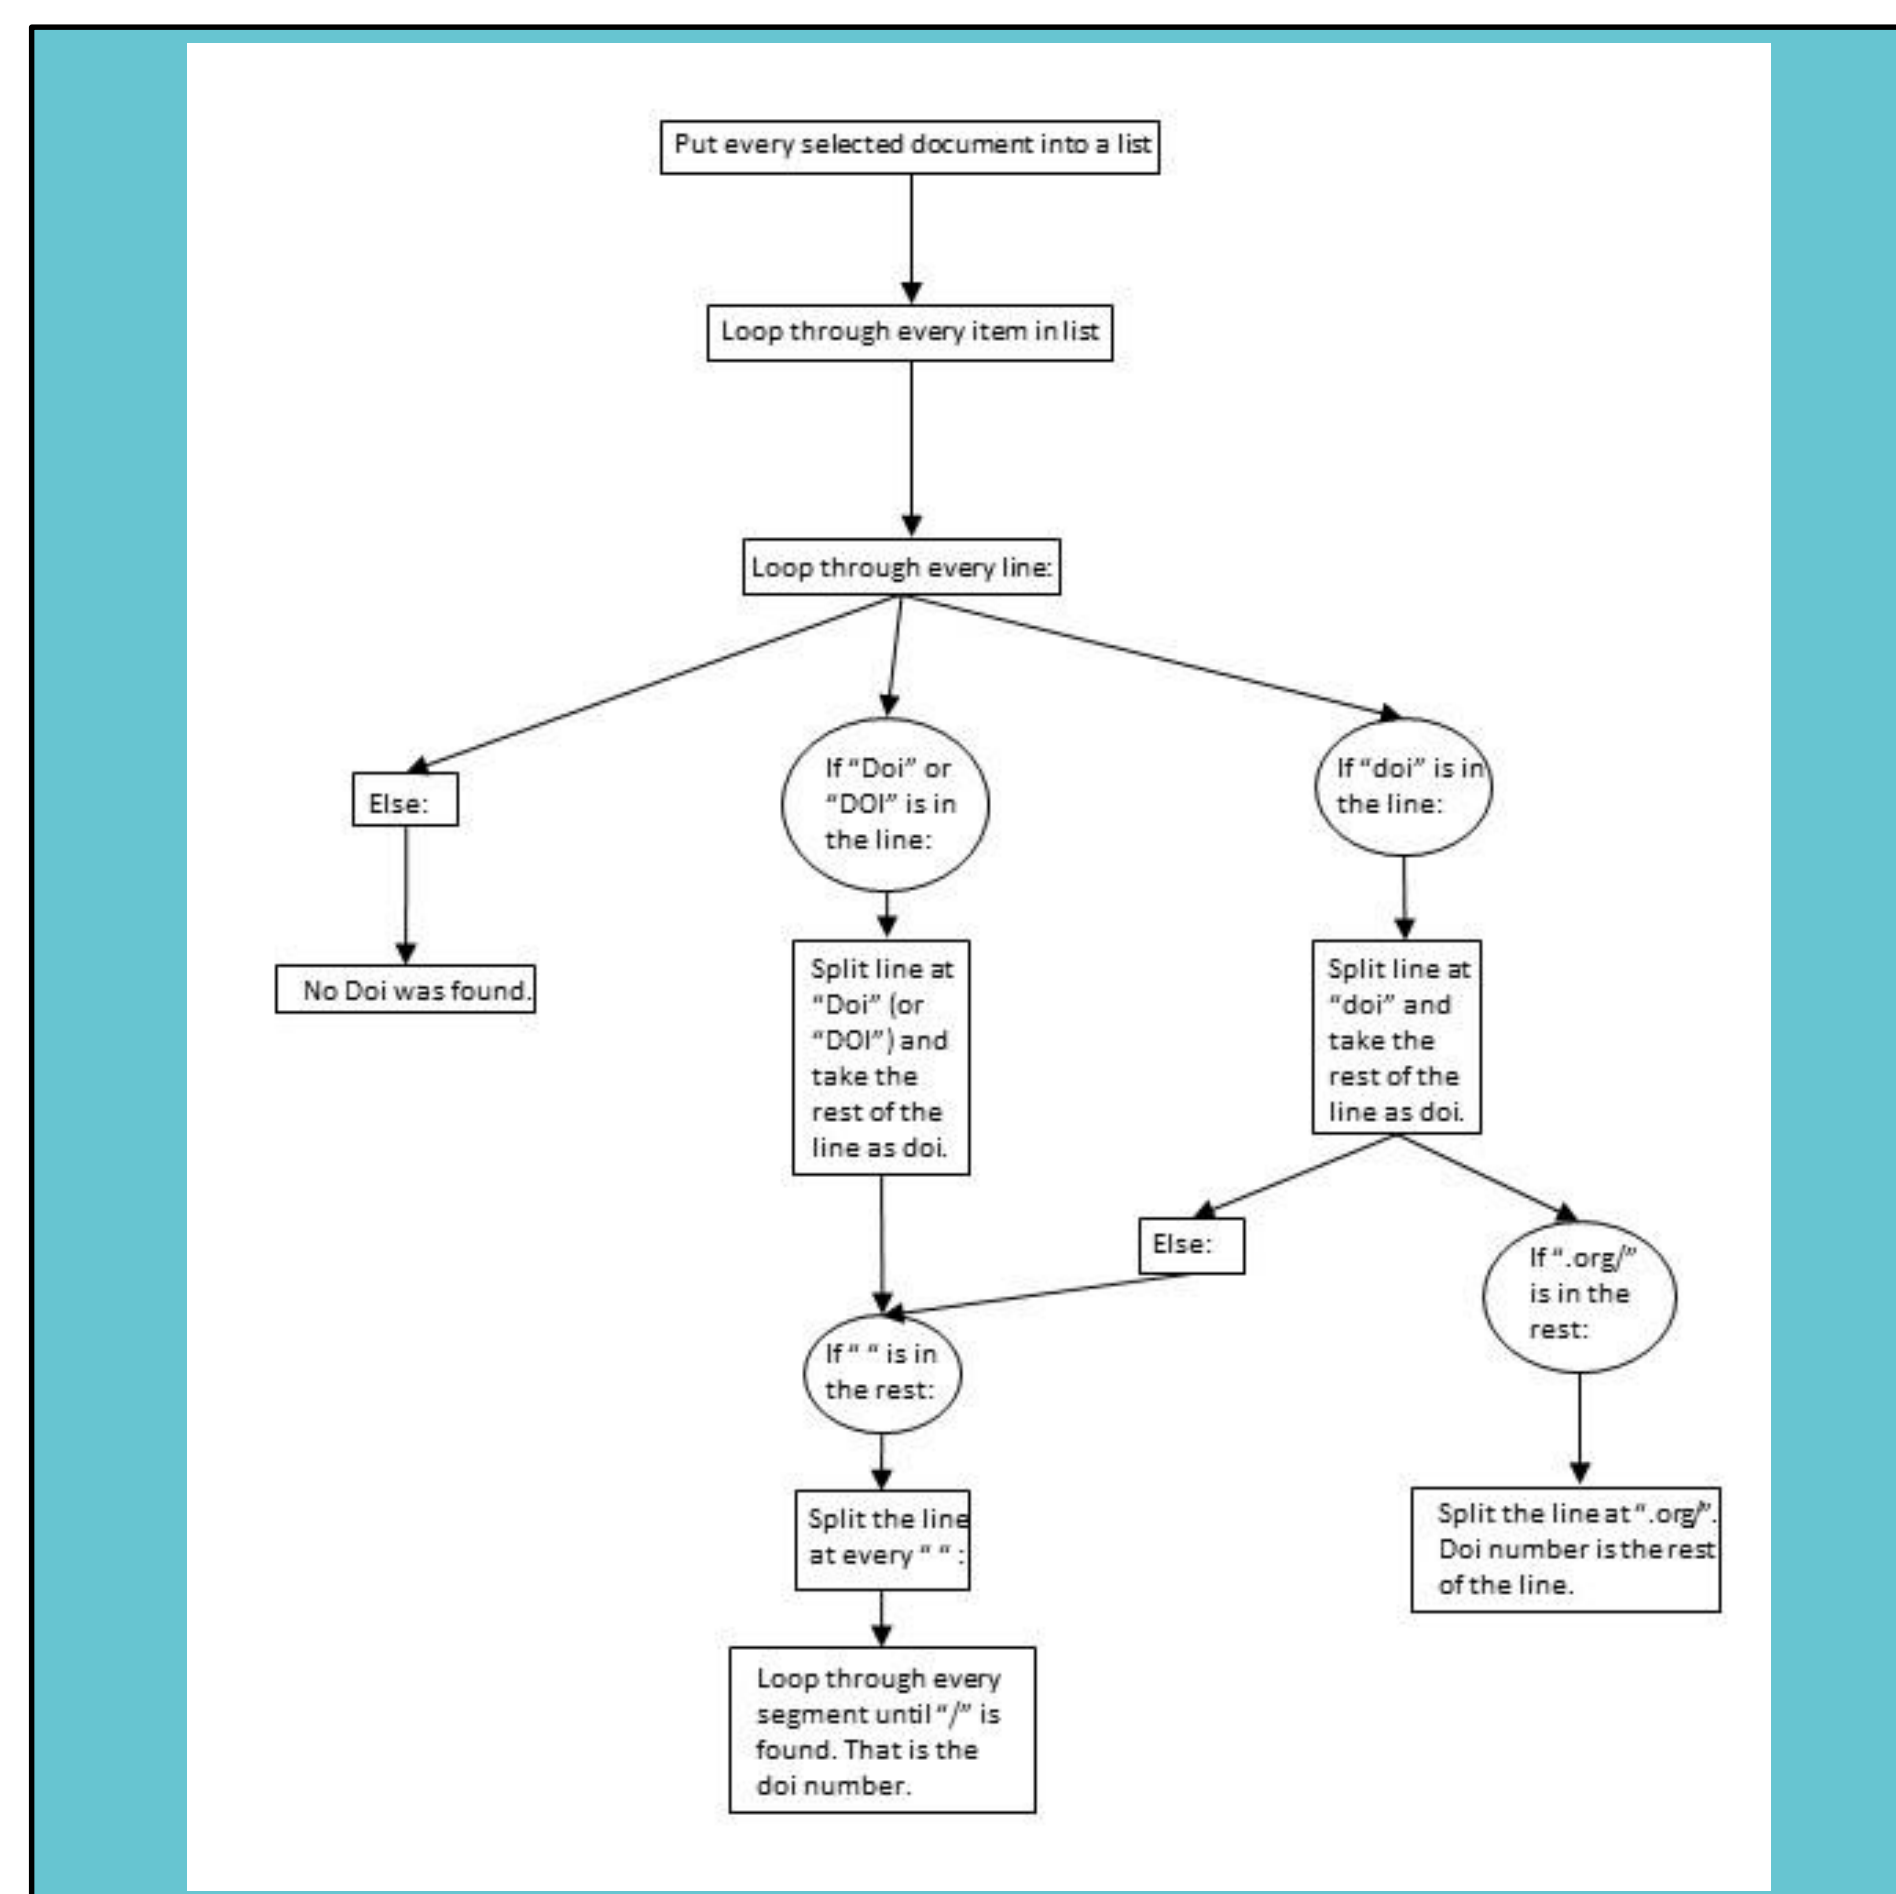 Put every selected document into a list
Loop through every item in list
Loop through every line:
Else:
No Doi was found.
If “Doi” or
“DOI” is in
the line:
Split line at
“Doi” (or
“DOI”) and
take the
rest of the
line as doi.
If “doi” is in
the line:
Split line at
“doi” and
take the
rest of the
line as doi.
Else:
If “.org/”
is in the
rest:
If “ “ is in
the rest:
Split the line
at every “ “ :
Loop through every
segment until “/” is
found. That is the
doi number.
Split the line at “.org/”.
Doi number is the rest
of the line.